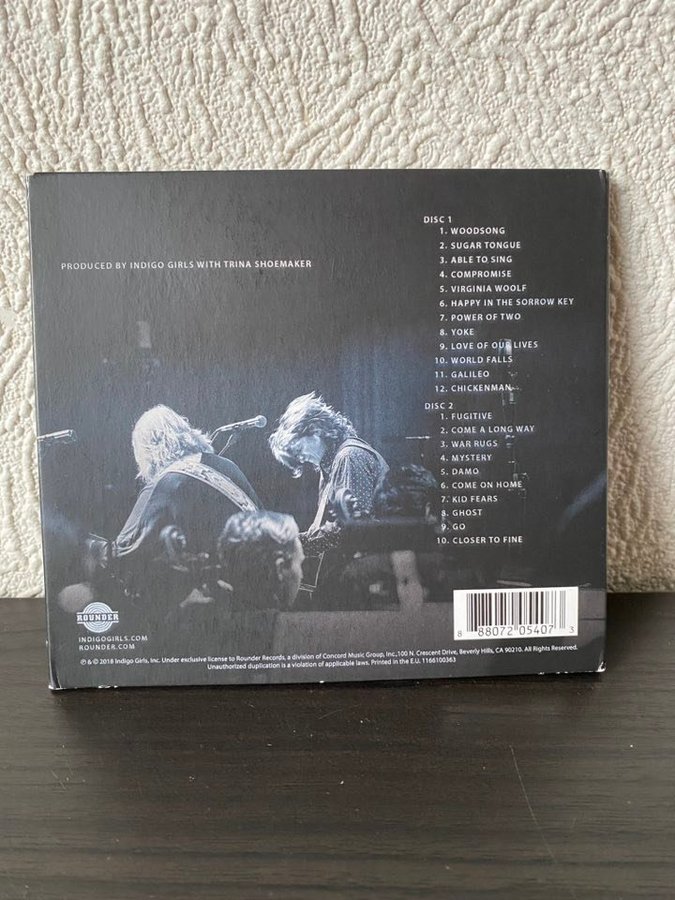 PRODUCED BY INDIGO GIRLS WITH TRINA SHOEMAKER
DISC 1
1. WOODSONG
2. SUGAR TONGUE
3. ABLE TO SING
4. COMPROMISE
5. VIRGINIA WOOLF
6. HAPPY IN THE SORROW KEY
7. POWER OF TWO
8. YOKE
9. LOVE OF OUR LIVES
10. WORLD FALLS
11. GALILEO
12. CHICKENMAN
DISC 2
1. FUGITIVE
2. COME A LONG WAY
3. WAR RUGS
4. MYSTERY
5. DAMO
6. COME ON HOME
7. KID FEARS
8. GHOST
9. GO
10. CLOSER TO FINE
ROUNDER
INDIGOGIRLS.COM
ROUNDER.COM
8 88072 05407 3
℗ & © 2018 Indigo Girls, Inc. Under exclusive license to Rounder Records, a division of Concord Music Group, Inc., 100 N. Crescent Drive, Beverly Hills, CA 90210. All Rights Reserved.
Unauthorized duplication is a violation of applicable laws. Printed in the E.U. 1166100363